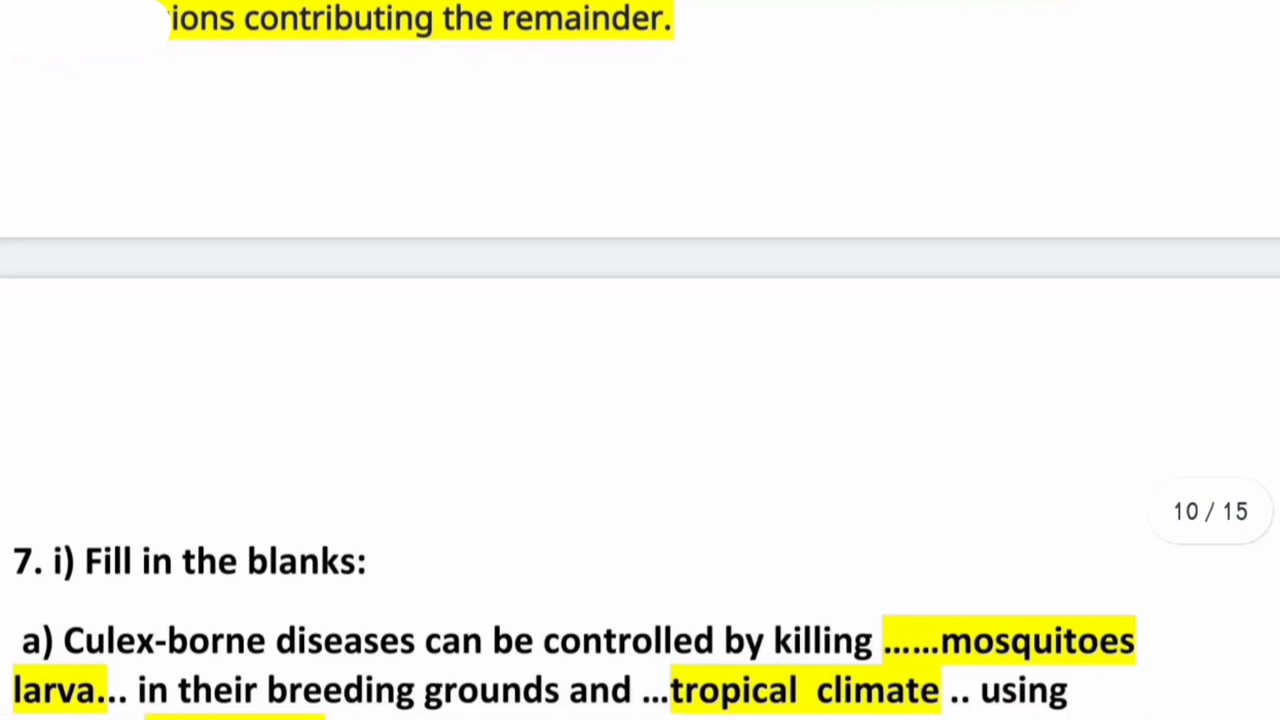 ions contributing the remainder.
10 / 15
7. i) Fill in the blanks:
a) Culex-borne diseases can be controlled by killing ......mosquitoes
larva... in their breeding grounds and ...tropical climate .. using